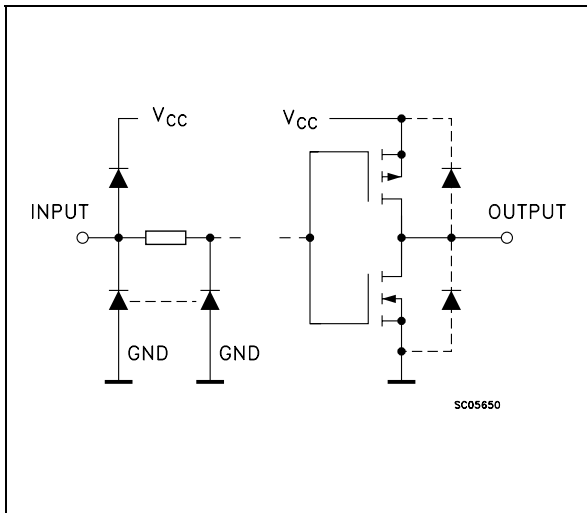 VCC
VCC
INPUT
OUTPUT
GND
GND
SC05650